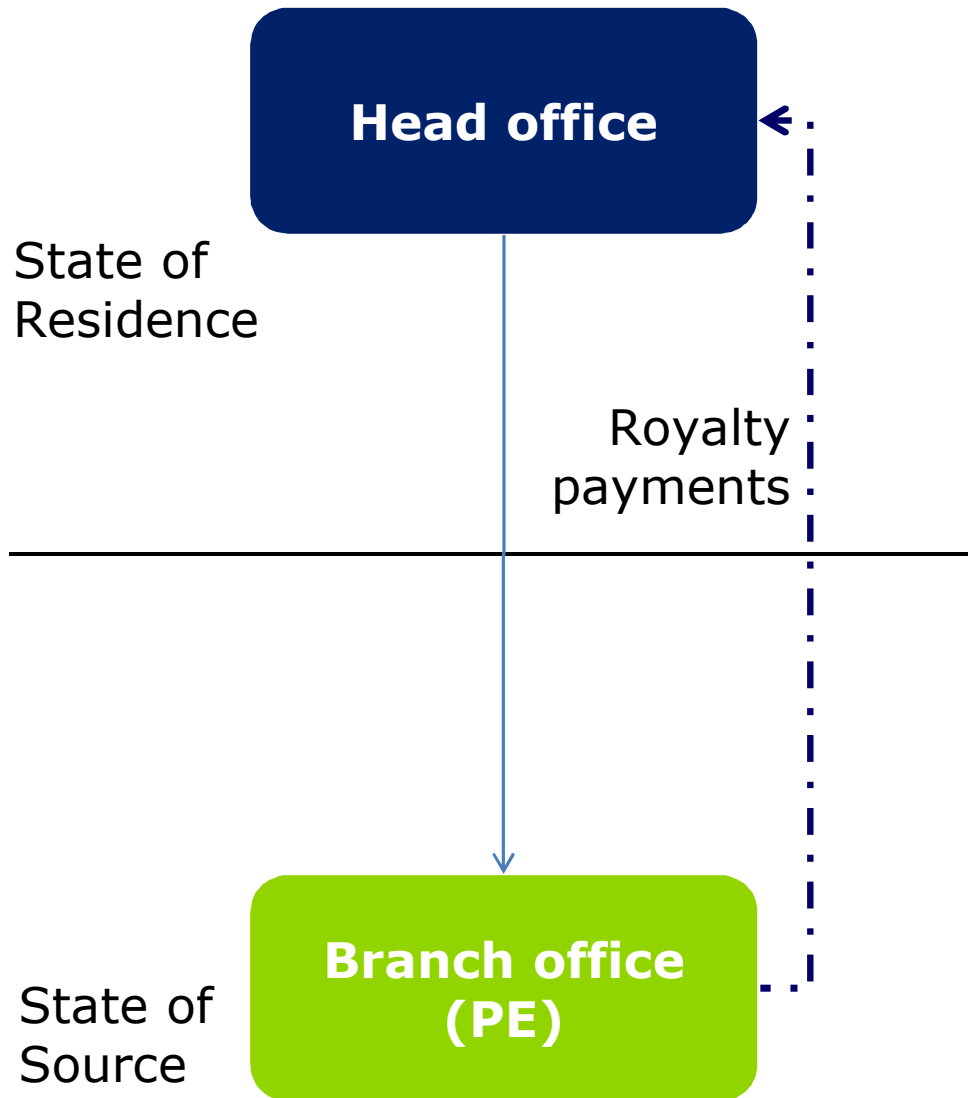 Head office
State of
Residence
Royalty
payments
Branch office
(PE)
State of
Source